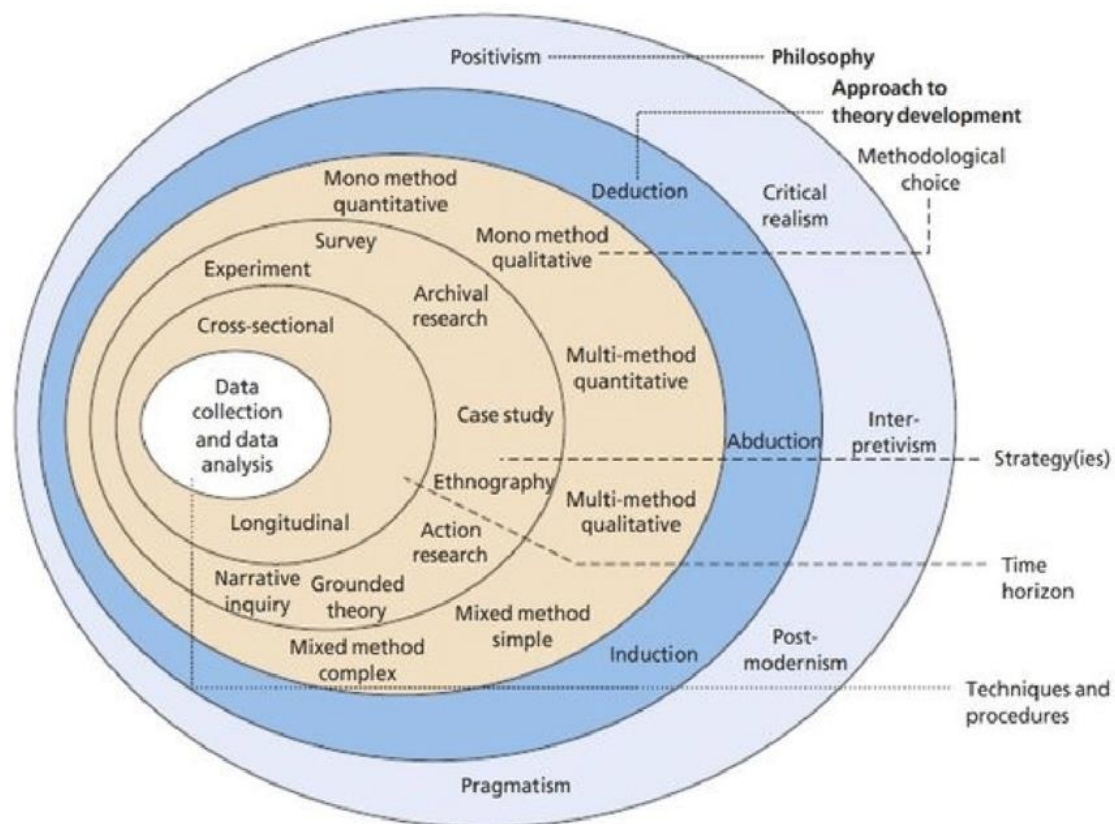 Positivism
Philosophy
Approach to
theory development
Methodological
choice
Mono method
quantitative
Deduction
Critical
realism
Survey
Mono method
qualitative
Experiment
Archival
research
Cross-sectional
Multi-method
quantitative
Data
collection
and data
analysis
Case study
Abduction
Inter-
pretivism
Strategy(ies)
Ethnography
Multi-method
qualitative
Longitudinal
Action
research
Time
horizon
Narrative
inquiry
Grounded
theory
Mixed method
simple
Mixed method
complex
Induction
Post-
modernism
Techniques and
procedures
Pragmatism